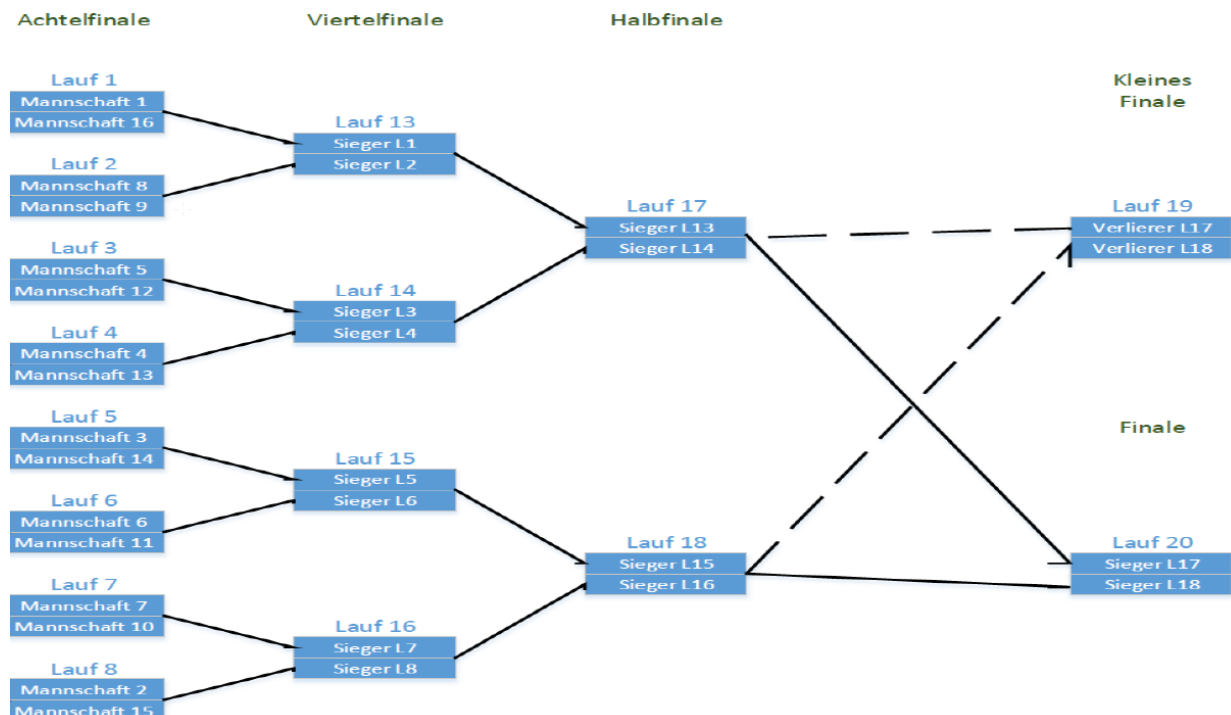 Achtelfinale
Viertelfinale
Halbfinale
Lauf 1
Mannschaft 1
Mannschaft 16
Lauf 2
Mannschaft 8
Mannschaft 9
Lauf 3
Mannschaft 5
Mannschaft 12
Lauf 4
Mannschaft 4
Mannschaft 13
Lauf 5
Mannschaft 3
Mannschaft 14
Lauf 6
Mannschaft 6
Mannschaft 11
Lauf 7
Mannschaft 7
Mannschaft 10
Lauf 8
Mannschaft 2
Mannschaft 15
Lauf 13
Sieger L1
Sieger L2
Lauf 14
Sieger L3
Sieger L4
Lauf 15
Sieger L5
Sieger L6
Lauf 16
Sieger L7
Sieger L8
Lauf 17
Sieger L13
Sieger L14
Lauf 18
Sieger L15
Sieger L16
Kleines
Finale
Lauf 19
Verlierer L17
Verlierer L18
Finale
Lauf 20
Sieger L17
Sieger L18